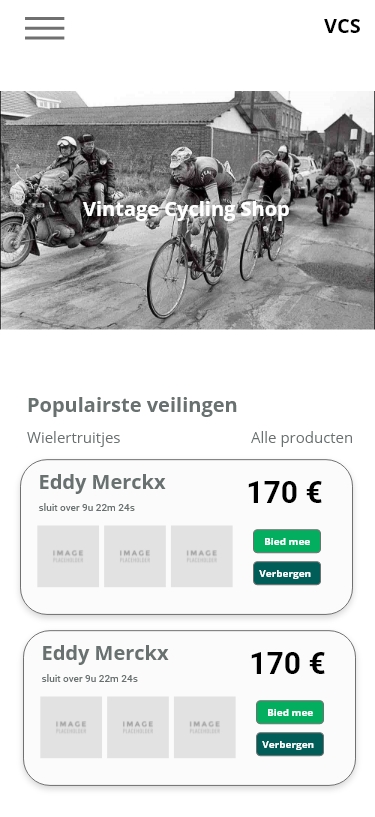 VCS
Vintage Cycling Shop
Populairste veilingen
Wielertruitjes Alle producten
Eddy Merckx 170 €
sluit over 9u 22m 24s
IMAGE IMAGE IMAGE
PLACEHOLDER PLACEHOLDER PLACEHOLDER
Bied mee
Verbergen
Eddy Merckx 170 €
sluit over 9u 22m 24s
IMAGE IMAGE IMAGE
PLACEHOLDER PLACEHOLDER PLACEHOLDER
Bied mee
Verbergen